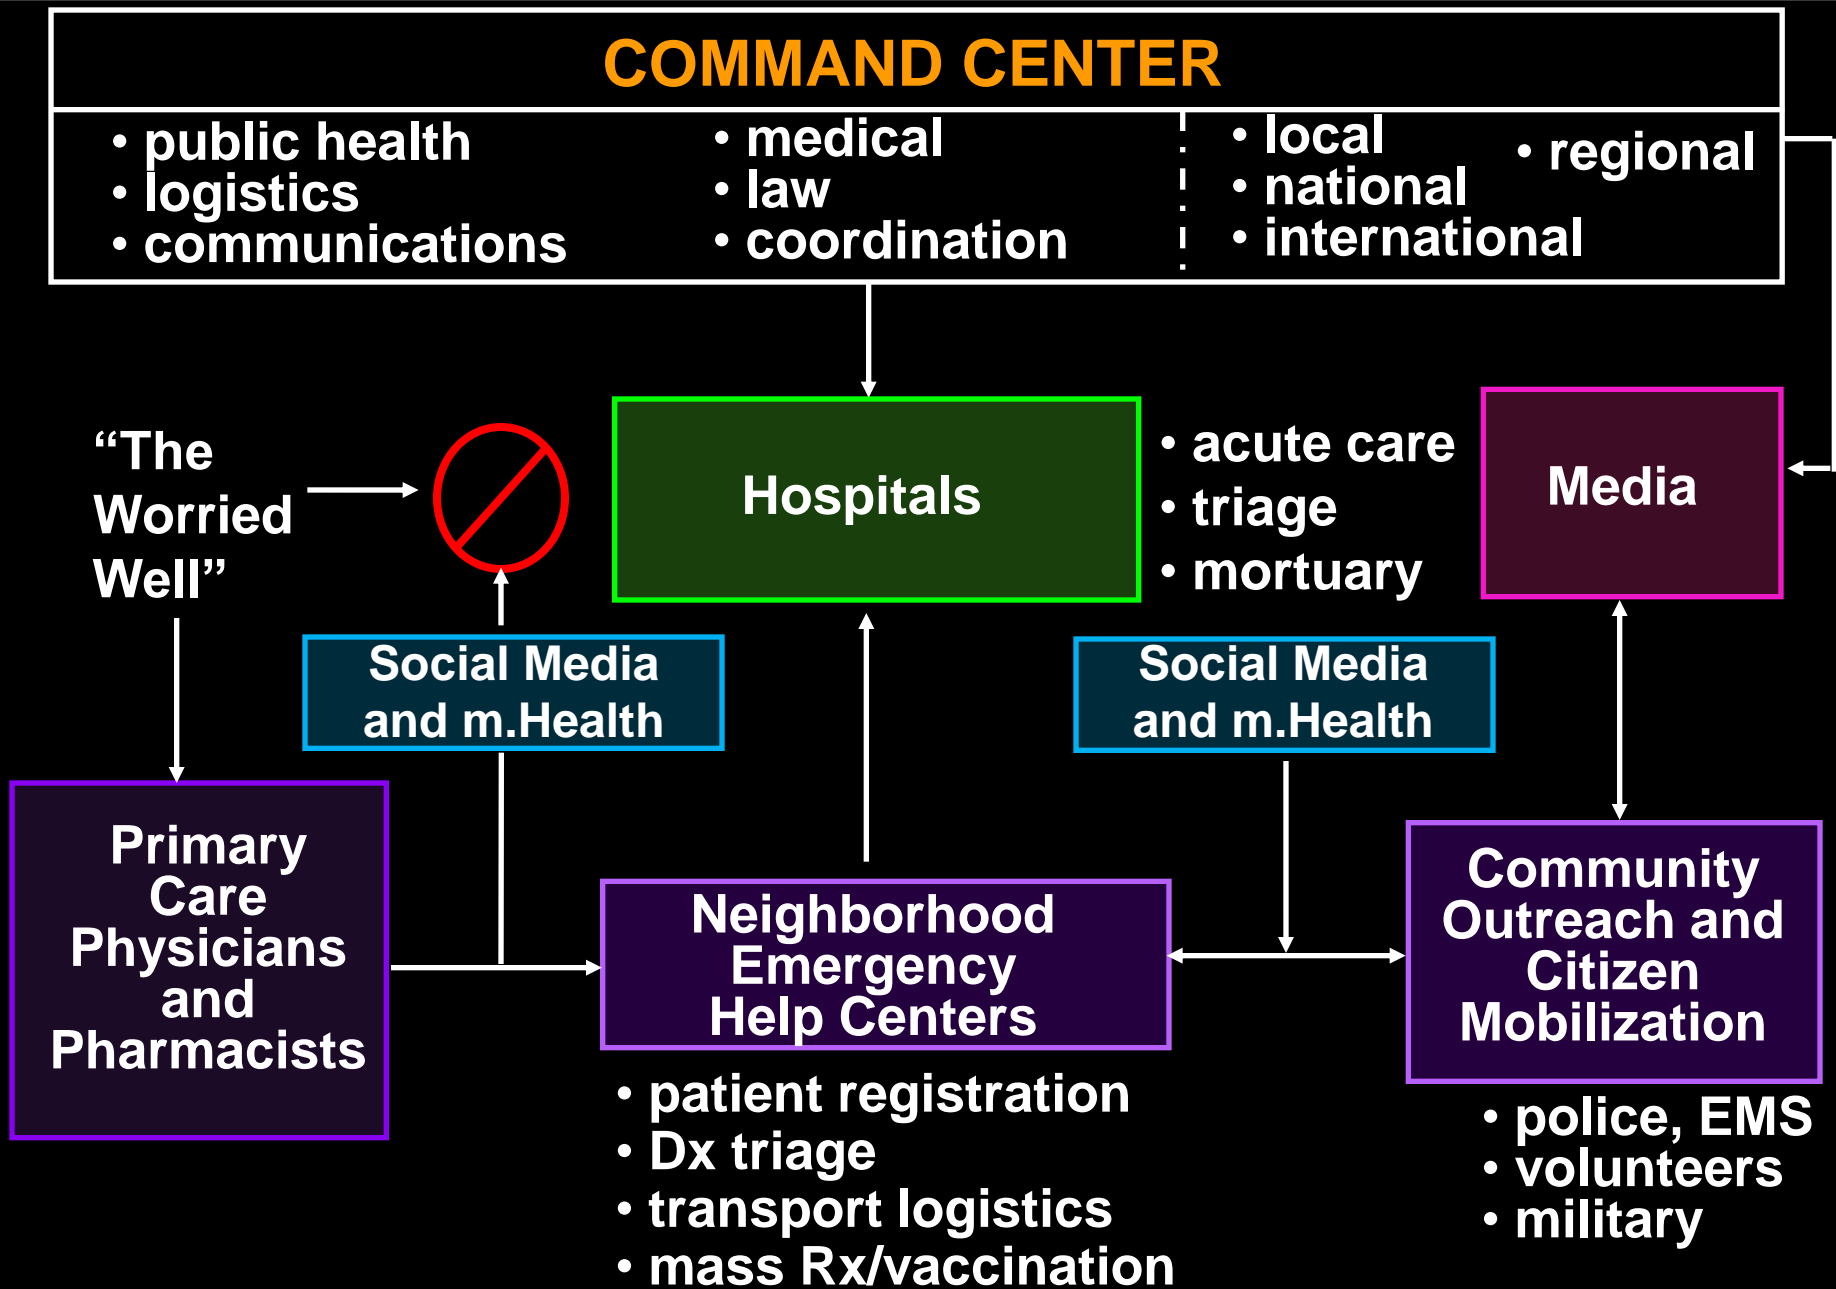 COMMAND CENTER
• public health
• logistics
• communications
• medical
• law
• coordination
• local
• national
• international
• regional
“The
Worried
Well”
Hospitals
• acute care
• triage
• mortuary
Media
Social Media
and m.Health
Social Media
and m.Health
Primary
Care
Physicians
and
Pharmacists
Neighborhood
Emergency
Help Centers
• patient registration
• Dx triage
• transport logistics
• mass Rx/vaccination
Community
Outreach and
Citizen
Mobilization
• police, EMS
• volunteers
• military